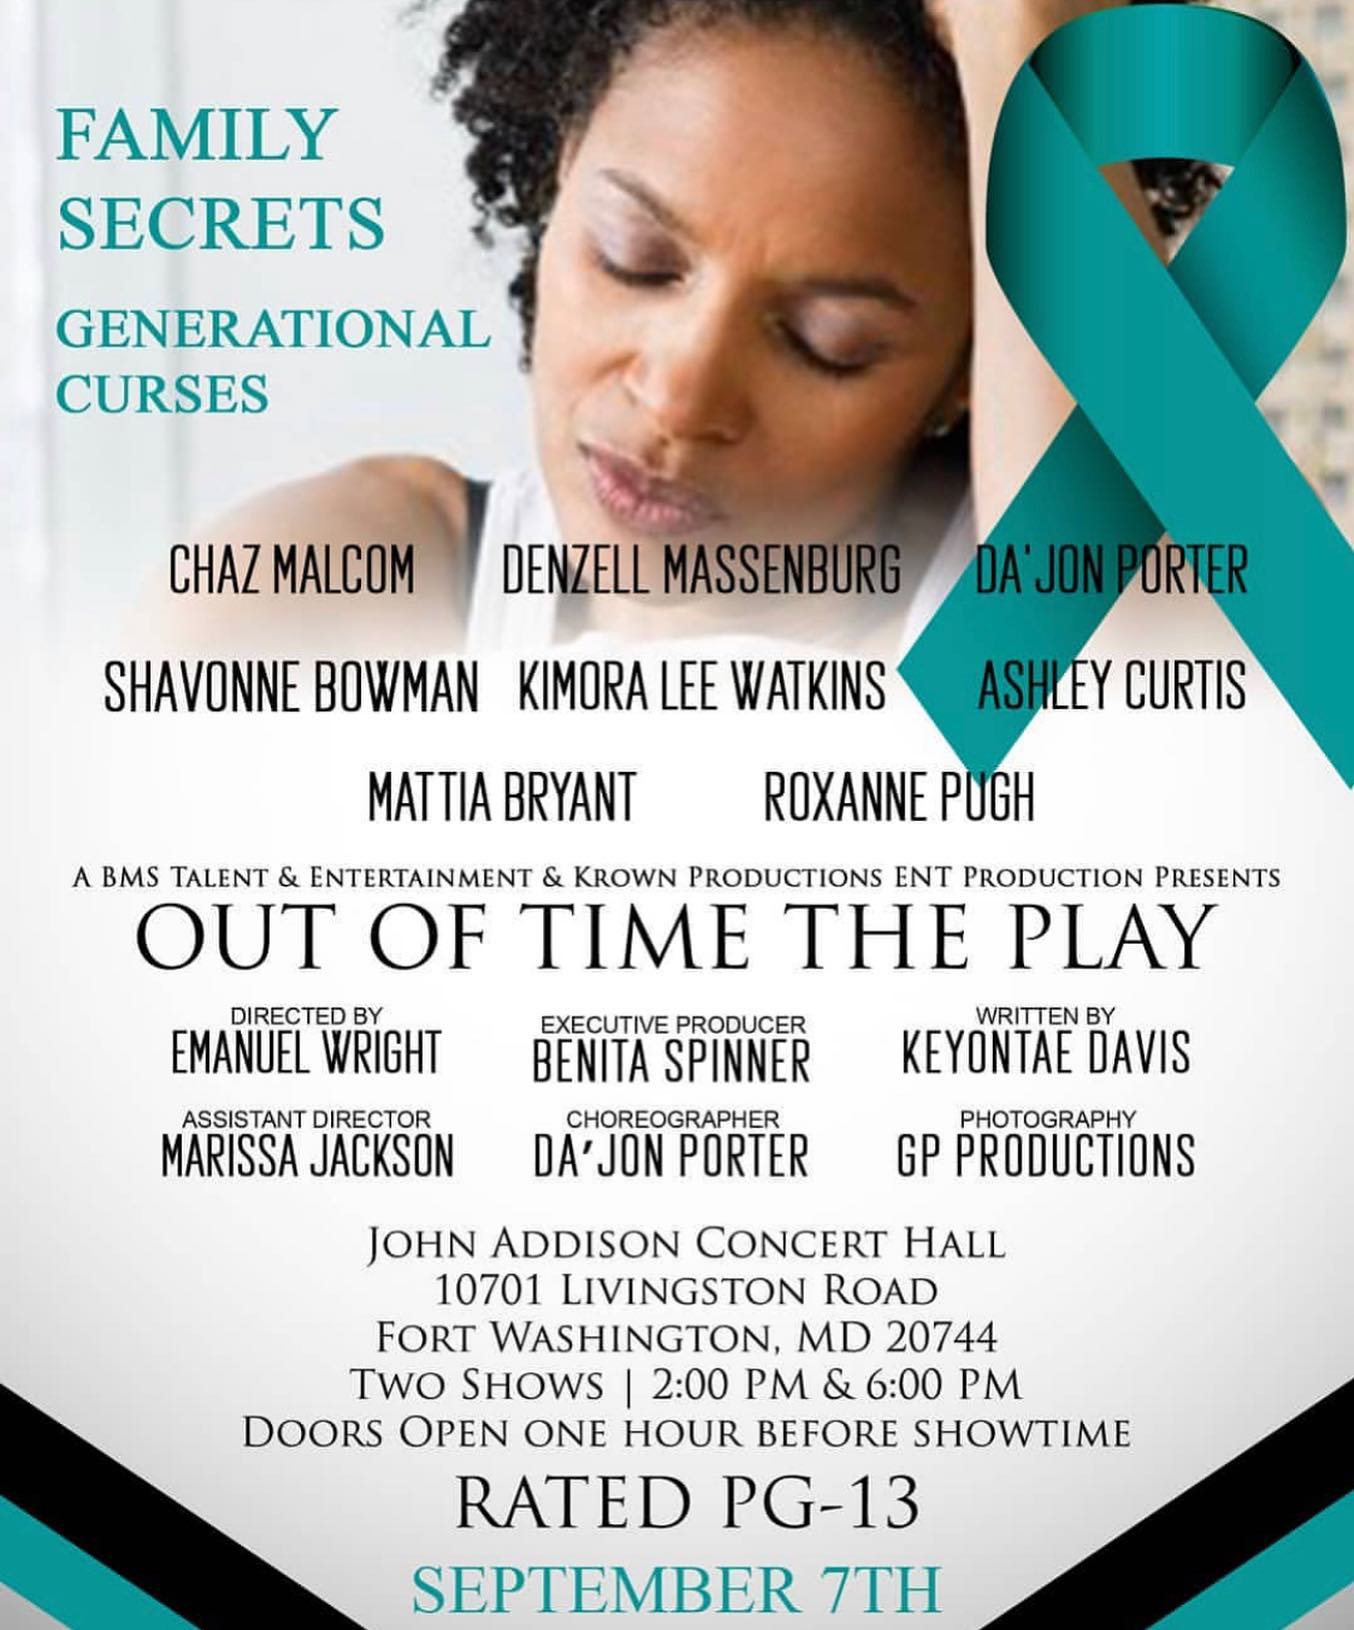 FAMILY
SECRETS
GENERATIONAL
CURSES
CHAZ MALCOM DENZELL MASSENBURG DA'JON PORTER
SHAVONNE BOWMAN KIMORA LEE WATKINS ASHLEY CURTIS
MATTIA BRYANT ROXANNE PUGH
A BMS TALENT & ENTERTAINMENT & KROWN PRODUCTIONS ENT PRODUCTION PRESENTS
OUT OF TIME THE PLAY
DIRECTED BY EXECUTIVE PRODUCER WRITTEN BY
EMANUEL WRIGHT BENITA SPINNER KEYONTAE DAVIS
ASSISTANT DIRECTOR CHOREOGRAPHER PHOTOGRAPHY
MARISSA JACKSON DA'JON PORTER GP PRODUCTIONS
JOHN ADDISON CONCERT HALL
10701 LIVINGSTON ROAD
FORT WASHINGTON, MD 20744
TWO SHOWS | 2:00 PM & 6:00 PM
DOORS OPEN ONE HOUR BEFORE SHOWTIME
RATED PG-13
SEPTEMBER 7TH